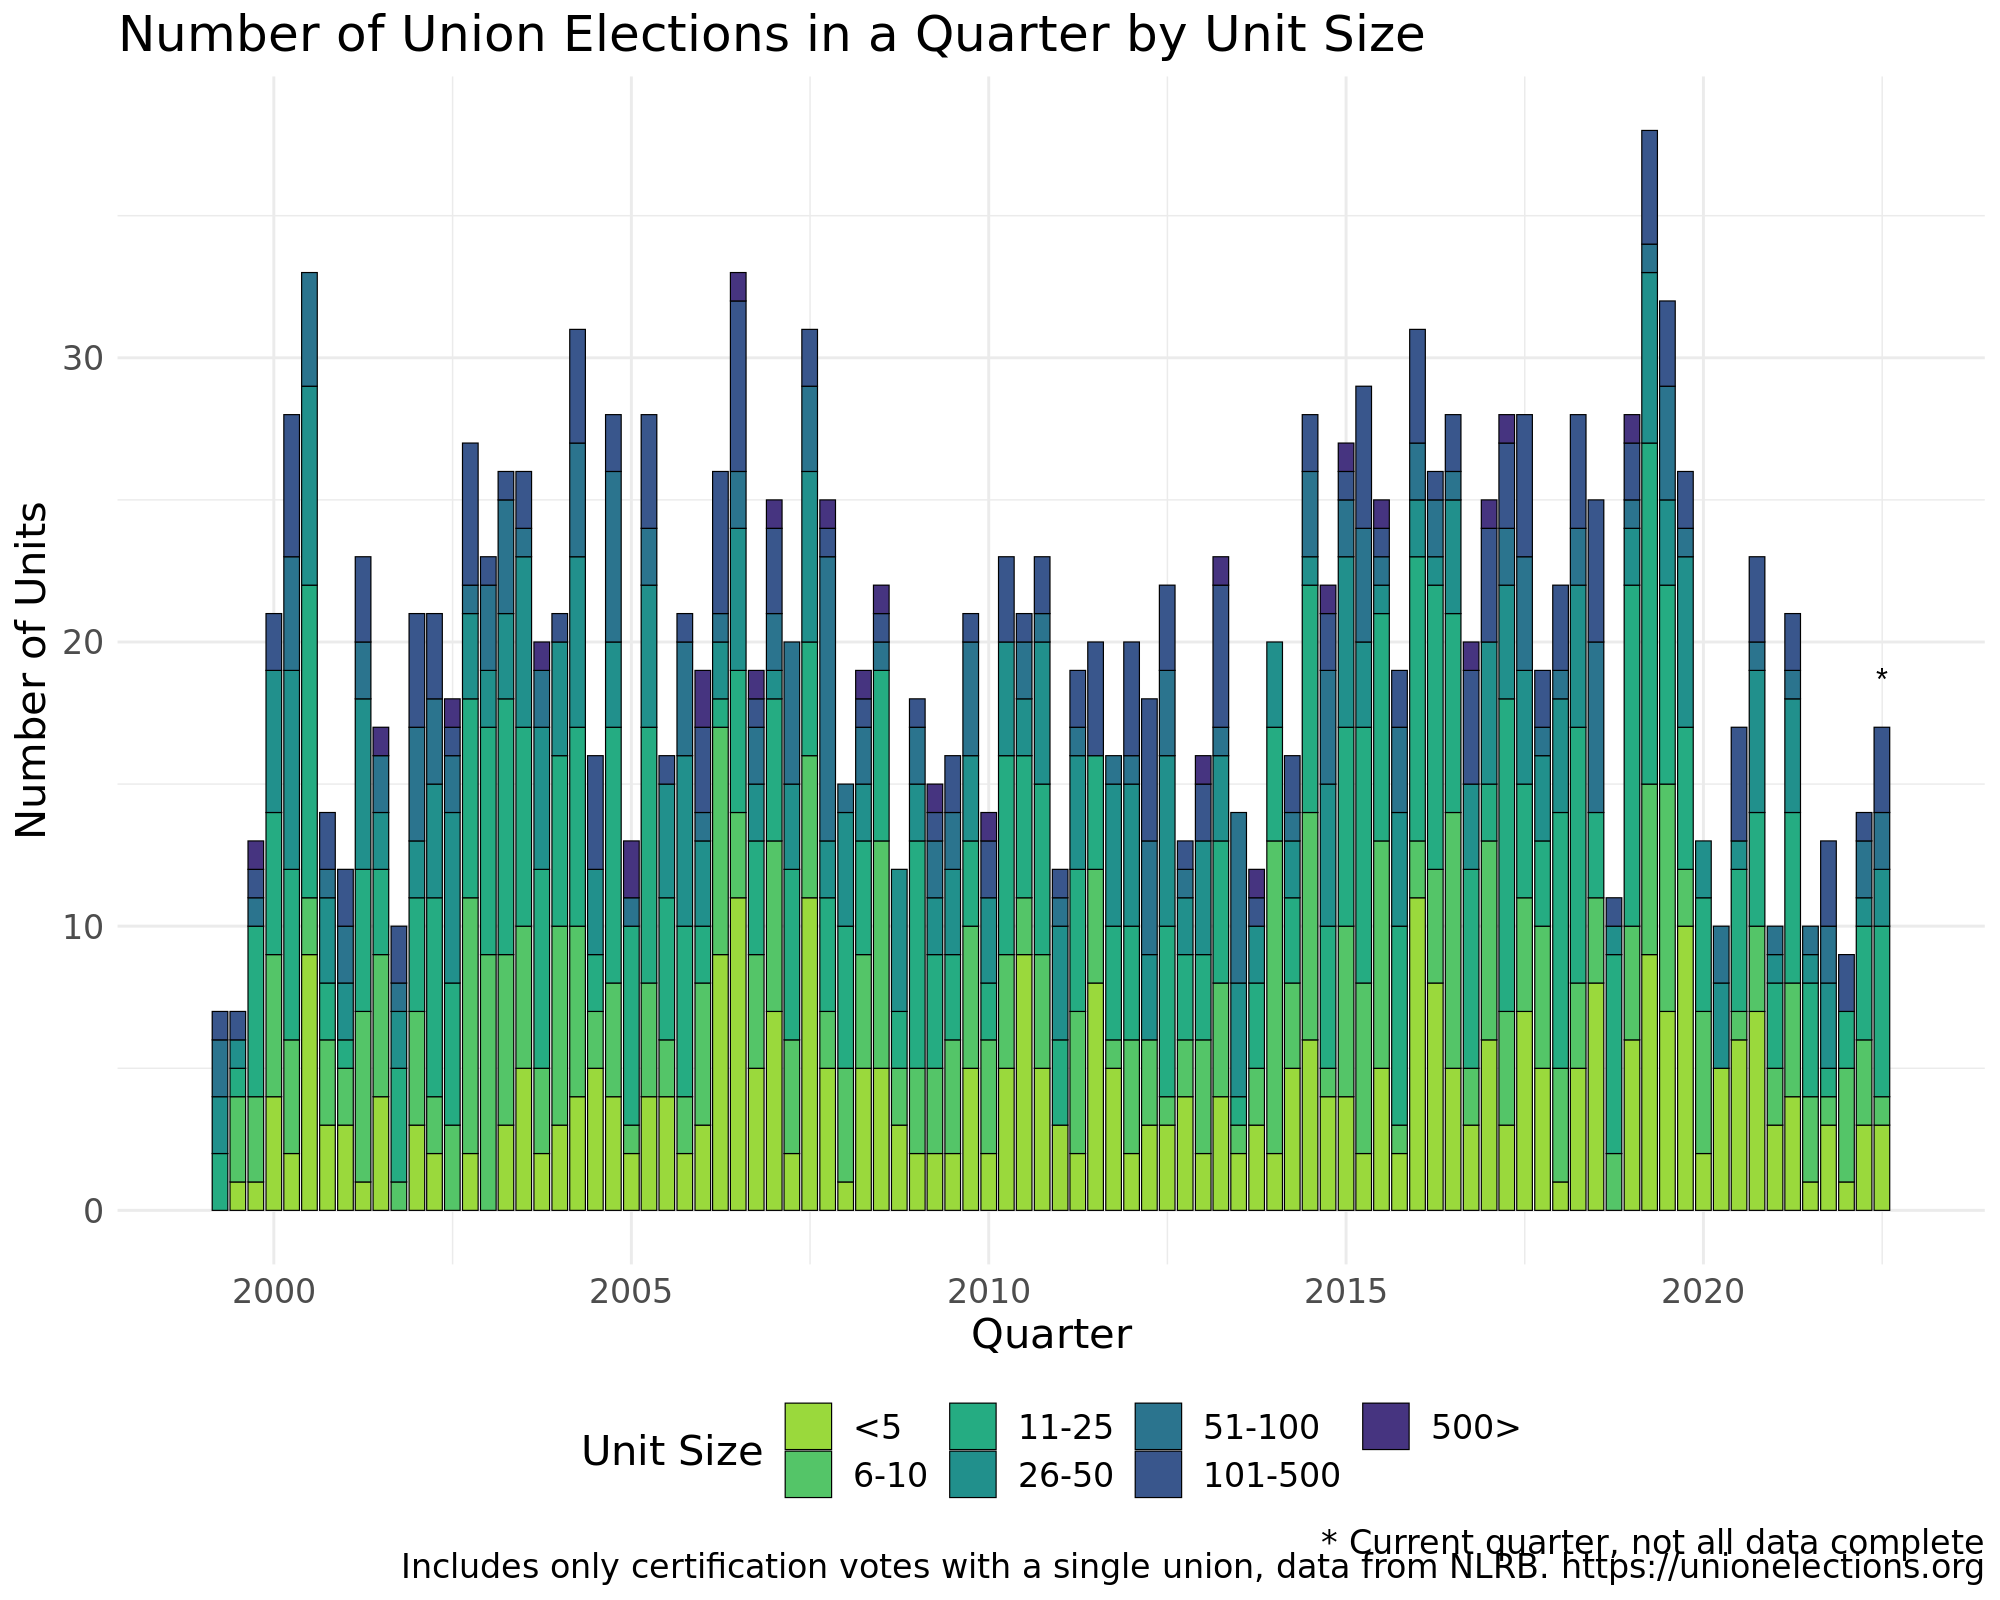 Number of Union Elections in a Quarter by Unit Size
Number of Units
30
20
10
0
*
2000 2005 2010 2015 2020
Quarter
Unit Size
<5 11-25 51-100 500>
6-10 26-50 101-500
* Current quarter, not all data complete
Includes only certification votes with a single union, data from NLRB. https://unionelections.org